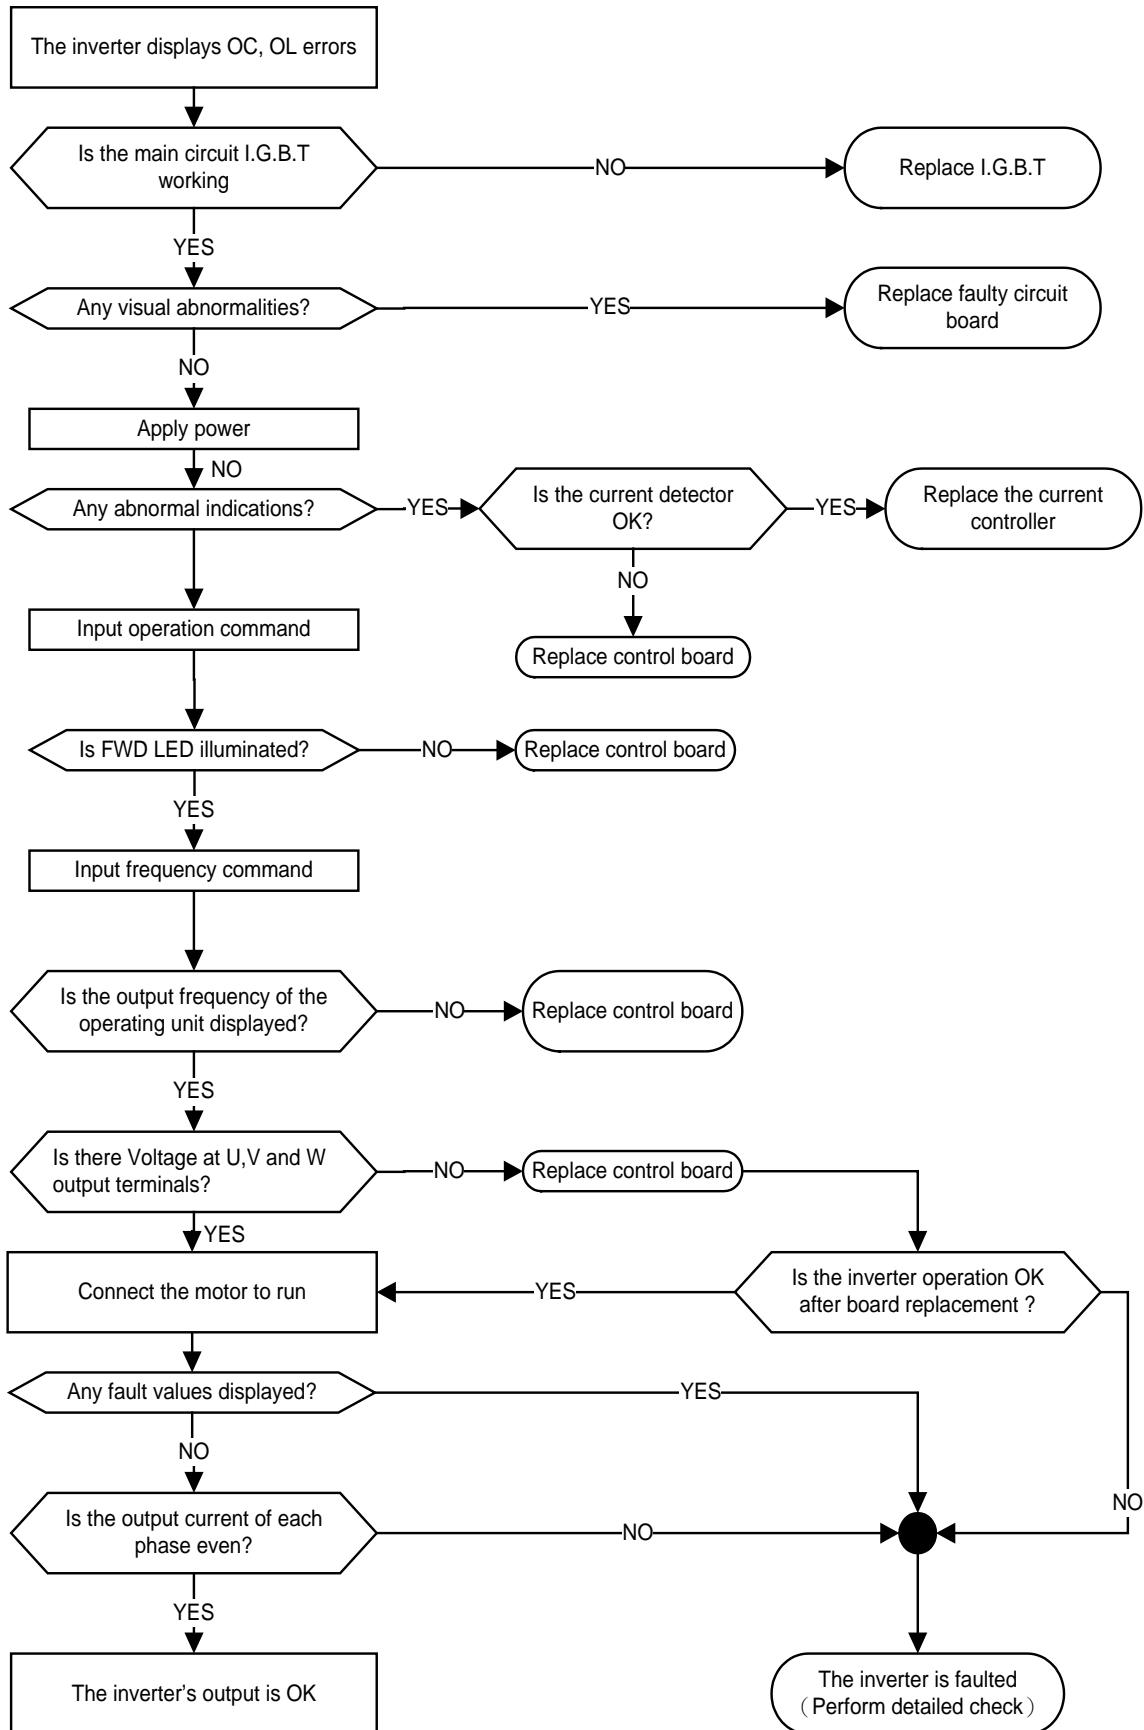 The inverter displays OC, OL errors
Is the main circuit I.G.B.T
working
NO
Replace I.G.B.T
YES
Any visual abnormalities?
YES
Replace faulty circuit
board
NO
Apply power
NO
Any abnormal indications?
YES
Is the current detector
OK?
YES
Replace the current
controller
NO
Replace control board
Input operation command
Is FWD LED illuminated?
NO
Replace control board
YES
Input frequency command
Is the output frequency of the
operating unit displayed?
NO
Replace control board
YES
Is there Voltage at U,V and W
output terminals?
NO
Replace control board
YES
Connect the motor to run
YES
Is the inverter operation OK
after board replacement ?
Any fault values displayed?
YES
NO
NO
Is the output current of each
phase even?
NO
YES
The inverter's output is OK
The inverter is faulted
（Perform detailed check）